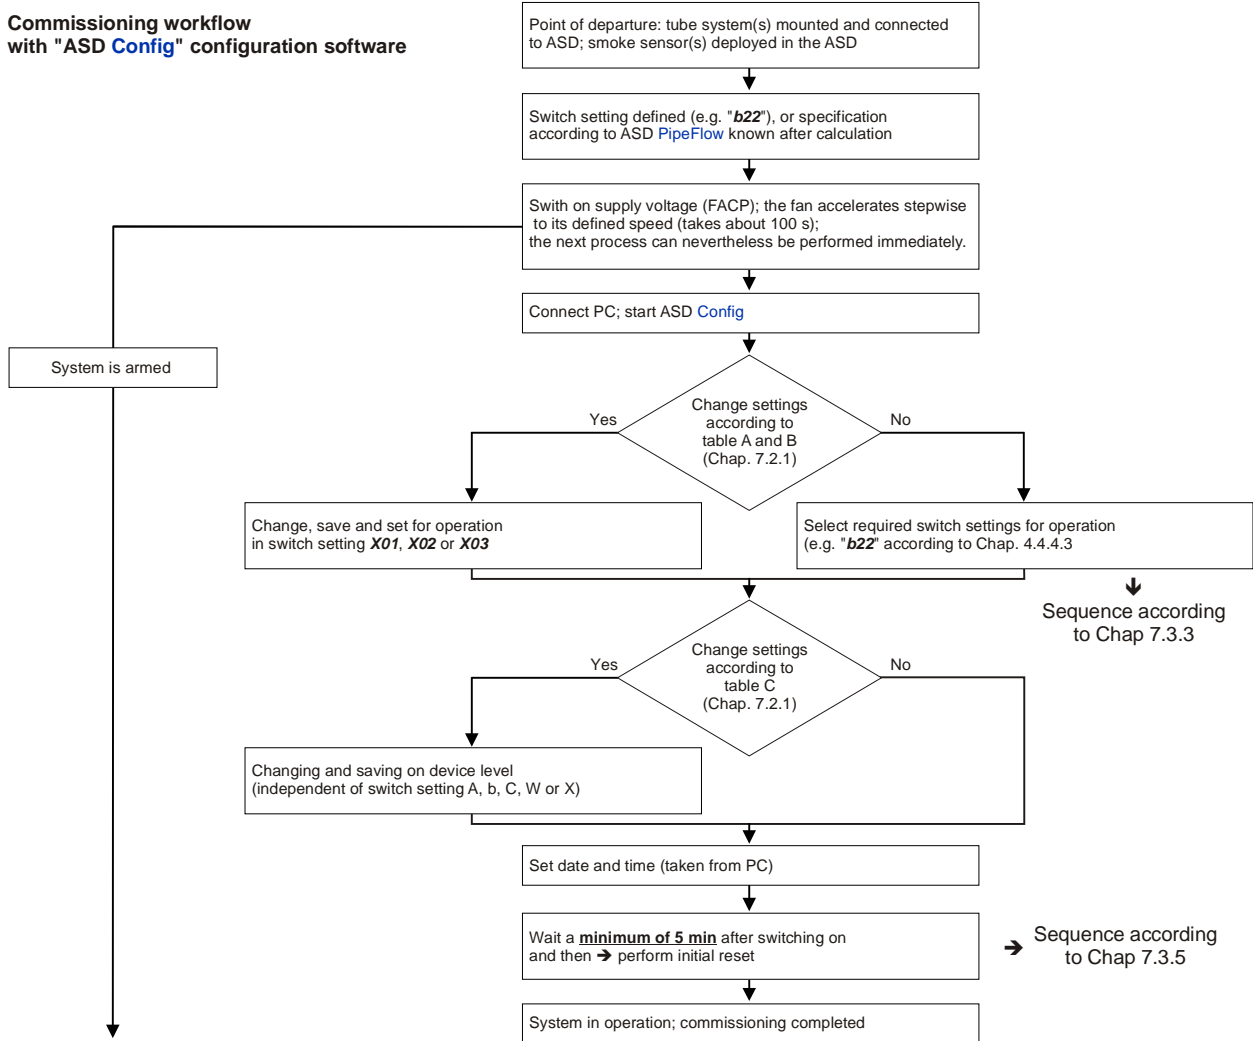 Commissioning workflow
with "ASD Config" configuration software
Point of departure: tube system(s) mounted and connected
to ASD; smoke sensor(s) deployed in the ASD
Switch setting defined (e.g. "b22"), or specification
according to ASD PipeFlow known after calculation
Swith on supply voltage (FACP); the fan accelerates stepwise
to its defined speed (takes about 100 s);
the next process can nevertheless be performed immediately.
Connect PC; start ASD Config
System is armed
Change settings
according to
table A and B
(Chap. 7.2.1)
Yes
No
Change, save and set for operation
in switch setting X01, X02 or X03
Select required switch settings for operation
(e.g. "b22" according to Chap. 4.4.4.3
🡻
Sequence according
to Chap 7.3.3
Change settings
according to
table C
(Chap. 7.2.1)
Yes
No
Changing and saving on device level
(independent of switch setting A, b, C, W or X)
Set date and time (taken from PC)
Wait a minimum of 5 min after switching on
and then ➔ perform initial reset
➔ Sequence according
to Chap 7.3.5
System in operation; commissioning completed